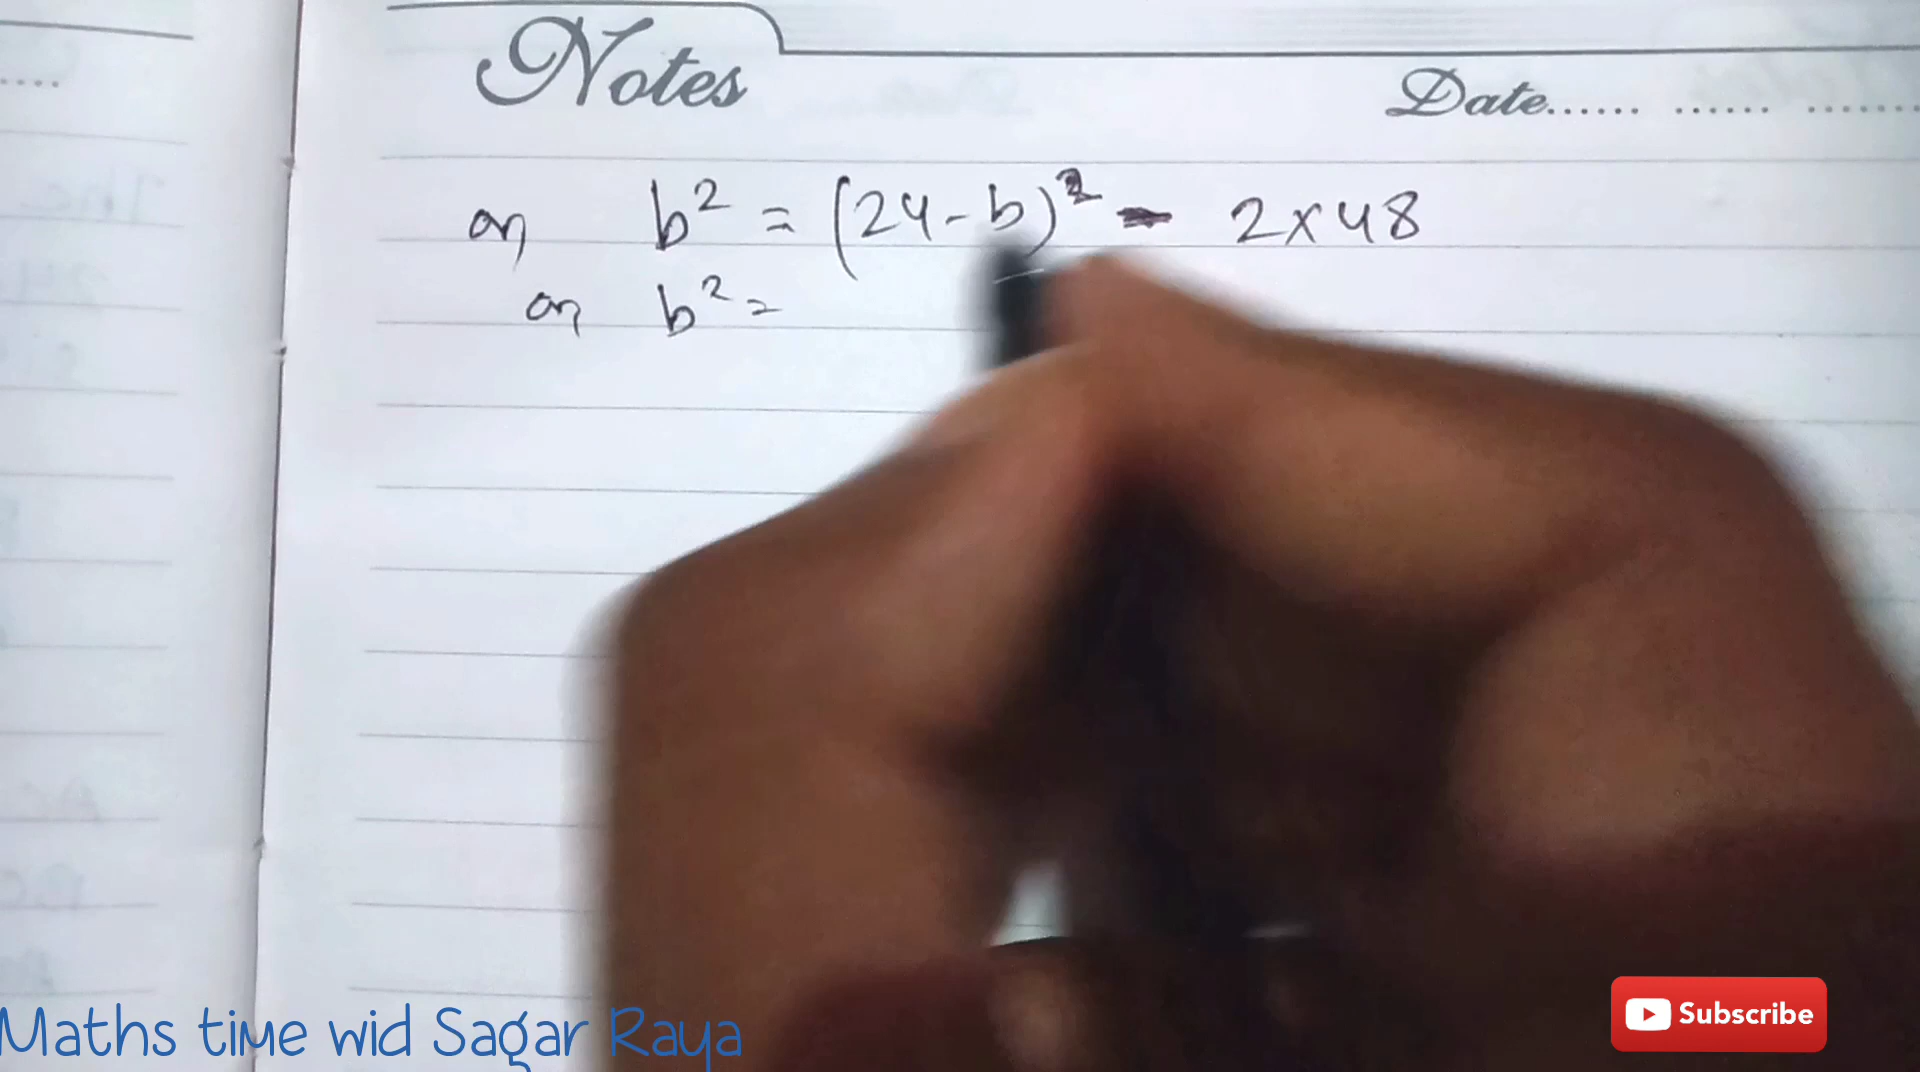 Notes
Date...... ...... .......
or b² = (24-b)² - 2×48
or b² =
Maths time wid Sagar Raya
Subscribe